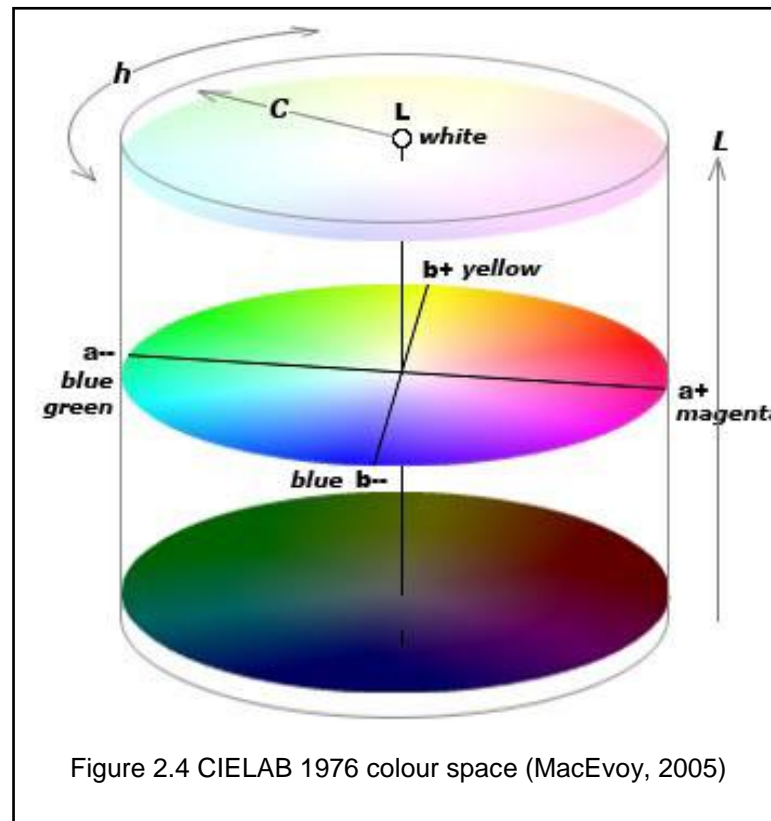 h
C
L
white
L
b+ yellow
a--
blue
green
a+
magenta
blue b--
Figure 2.4 CIELAB 1976 colour space (MacEvoy, 2005)